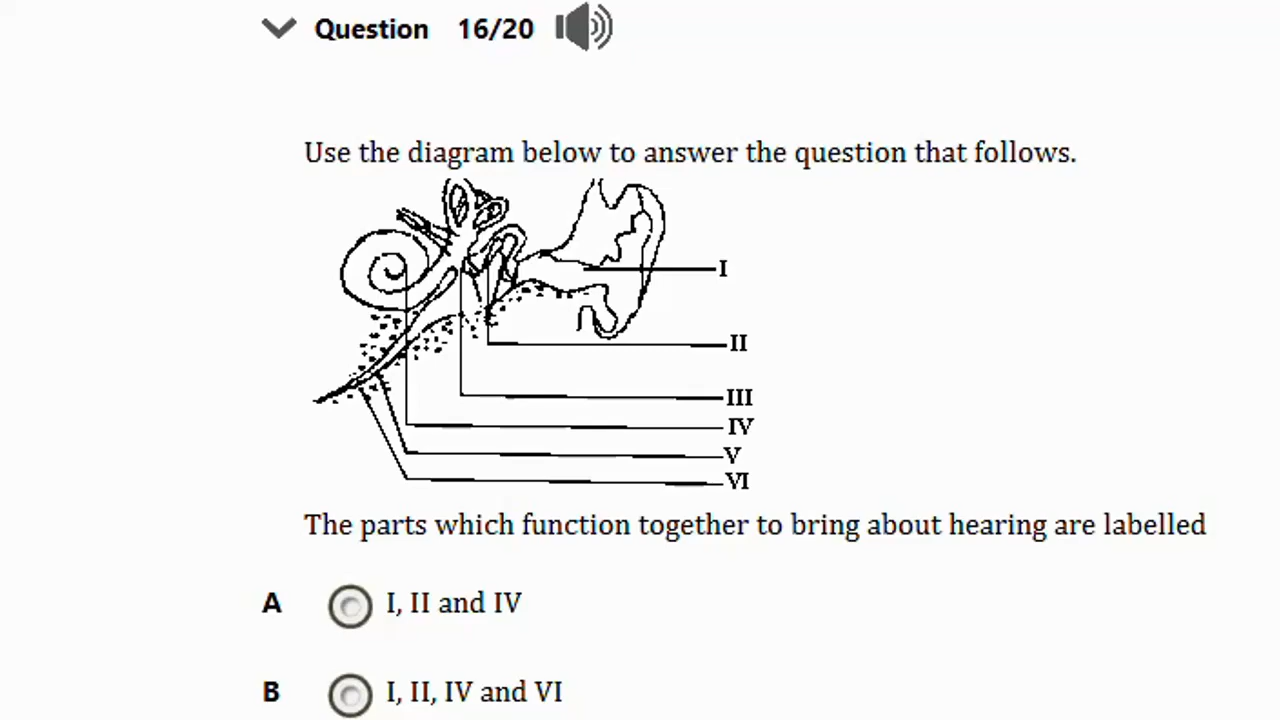 Question 16/20
Use the diagram below to answer the question that follows.
I
II
III
IV
V
VI
The parts which function together to bring about hearing are labelled
A I, II and IV
B I, II, IV and VI